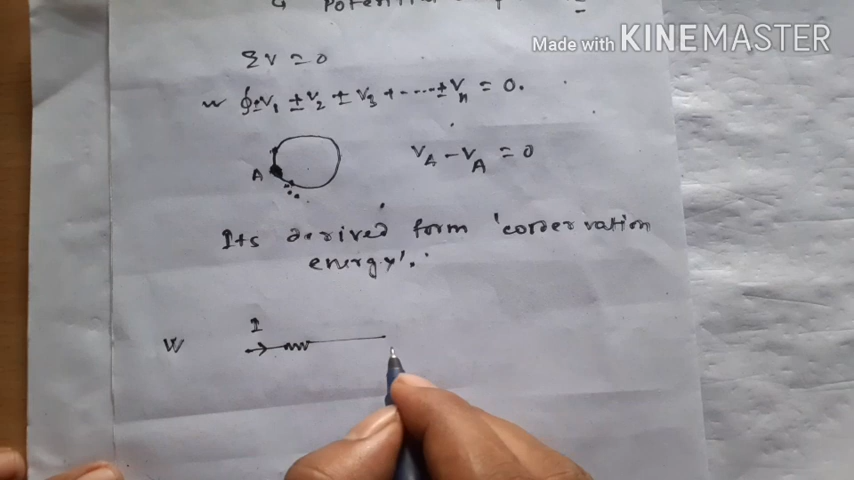 Made with KINEMASTER
ΣV = 0
w ∮±V₁ ± V₂ ± V₃ + ----± Vₙ = 0.
A
V_A - V_A = 0
Its derived form 'conservation
energy'.
I
W